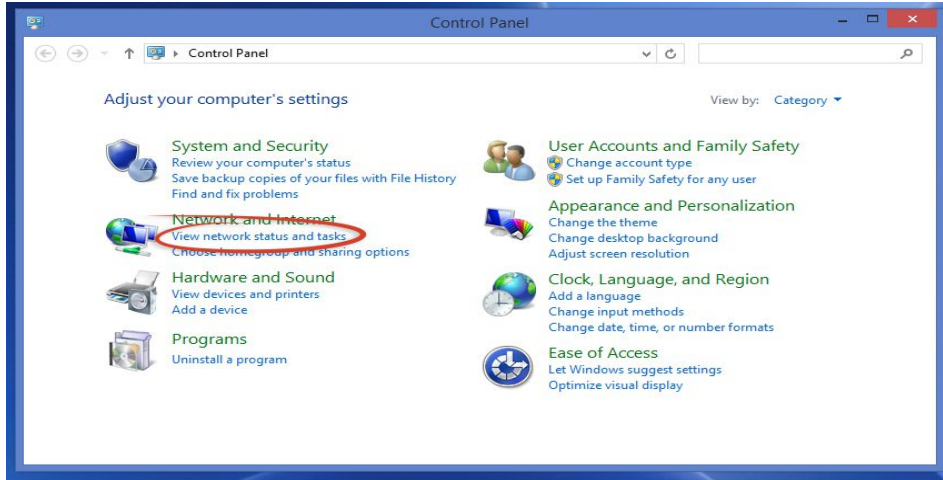 Control Panel
Control Panel
Adjust your computer's settings
View by: Category
System and Security
Review your computer's status
Save backup copies of your files with File History
Find and fix problems
Network and Internet
View network status and tasks
Choose homegroup and sharing options
Hardware and Sound
View devices and printers
Add a device
Programs
Uninstall a program
User Accounts and Family Safety
Change account type
Set up Family Safety for any user
Appearance and Personalization
Change the theme
Change desktop background
Adjust screen resolution
Clock, Language, and Region
Add a language
Change input methods
Change date, time, or number formats
Ease of Access
Let Windows suggest settings
Optimize visual display